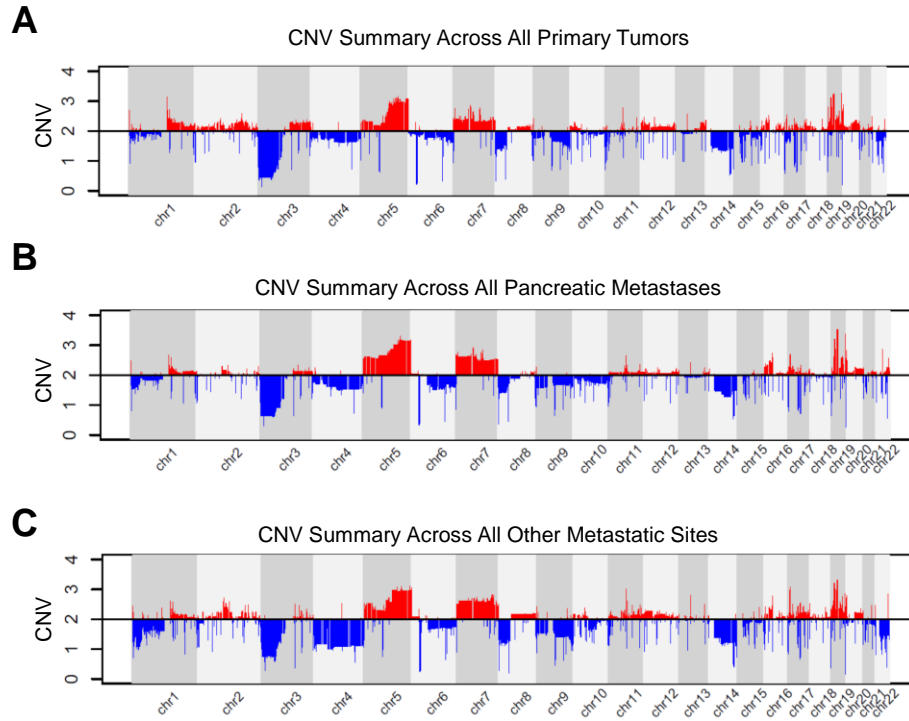 A
CNV Summary Across All Primary Tumors
CNV
4
3
2
1
0
chr1 chr2 chr3 chr4 chr5 chr6 chr7 chr8 chr9 chr10 chr11 chr12 chr13 chr14 chr15 chr16 chr17 chr18 chr19 chr20 chr21 chr22
B
CNV Summary Across All Pancreatic Metastases
CNV
4
3
2
1
0
chr1 chr2 chr3 chr4 chr5 chr6 chr7 chr8 chr9 chr10 chr11 chr12 chr13 chr14 chr15 chr16 chr17 chr18 chr19 chr20 chr21 chr22
C
CNV Summary Across All Other Metastatic Sites
CNV
4
3
2
1
0
chr1 chr2 chr3 chr4 chr5 chr6 chr7 chr8 chr9 chr10 chr11 chr12 chr13 chr14 chr15 chr16 chr17 chr18 chr19 chr20 chr21 chr22